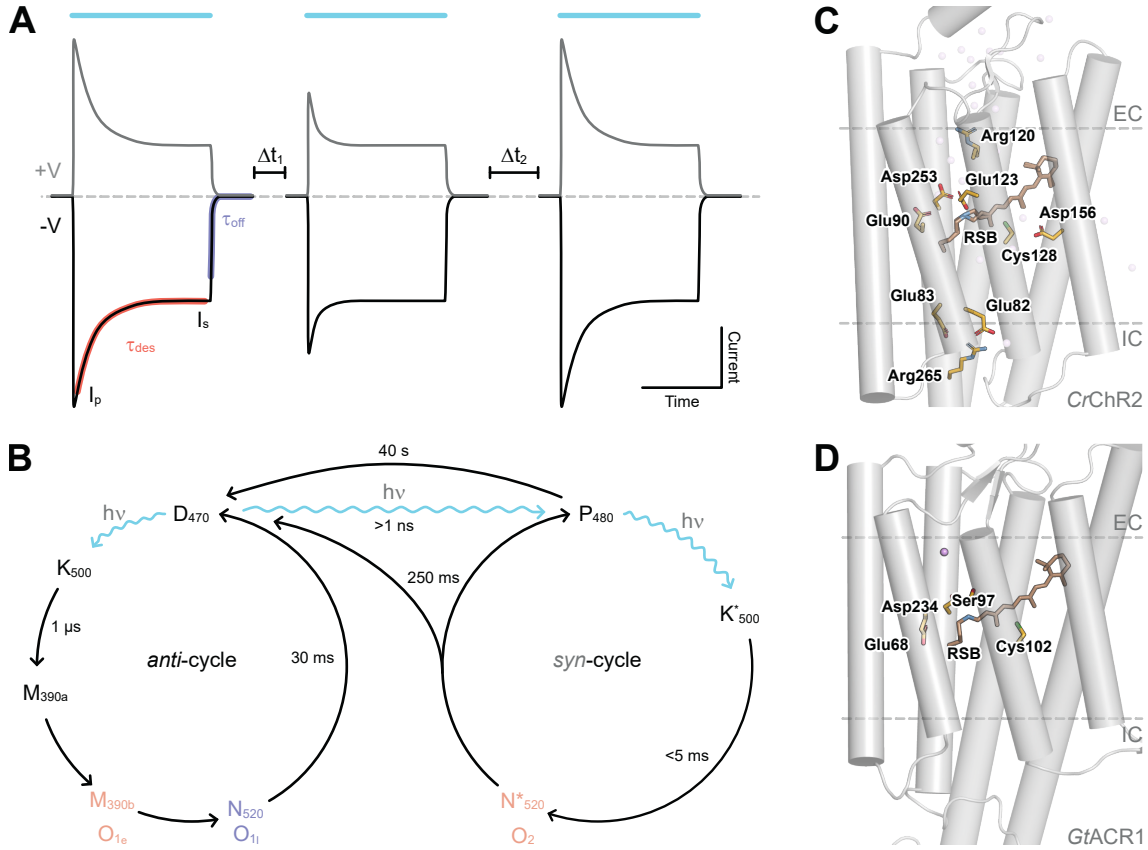 A
+V
-V
Δt₁
Δt₂
τoff
τdes
Iₚ
Iₛ
Current
Time
B
40 s
hν
D₄₇₀
hν
>1 ns
P₄₈₀
hν
K₅₀₀
250 ms
K*₅₀₀
1 µs
anti-cycle
30 ms
syn-cycle
M₃₉₀ₐ
<5 ms
M₃₉₀b
N₅₂₀
N*₅₂₀
O₁ₑ
O₁ₗ
O₂
C
EC
Arg120
Asp253
Glu123
Glu90
Asp156
RSB
Cys128
Glu83
Glu82
IC
Arg265
CrChR2
D
EC
Asp234
Ser97
Glu68
RSB
Cys102
IC
GtACR1